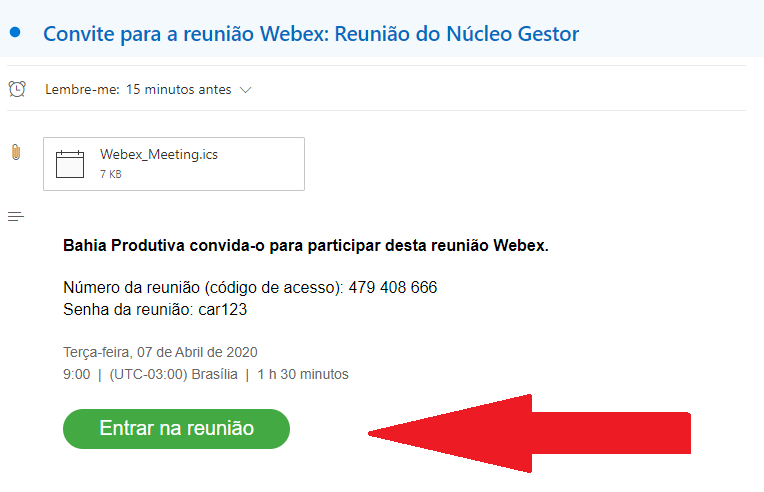 Convite para a reunião Webex: Reunião do Núcleo Gestor
Lembre-me: 15 minutos antes
Webex_Meeting.ics
7 KB
Bahia Produtiva convida-o para participar desta reunião Webex.
Número da reunião (código de acesso): 479 408 666
Senha da reunião: car123
Terça-feira, 07 de Abril de 2020
9:00 | (UTC-03:00) Brasília | 1 h 30 minutos
Entrar na reunião